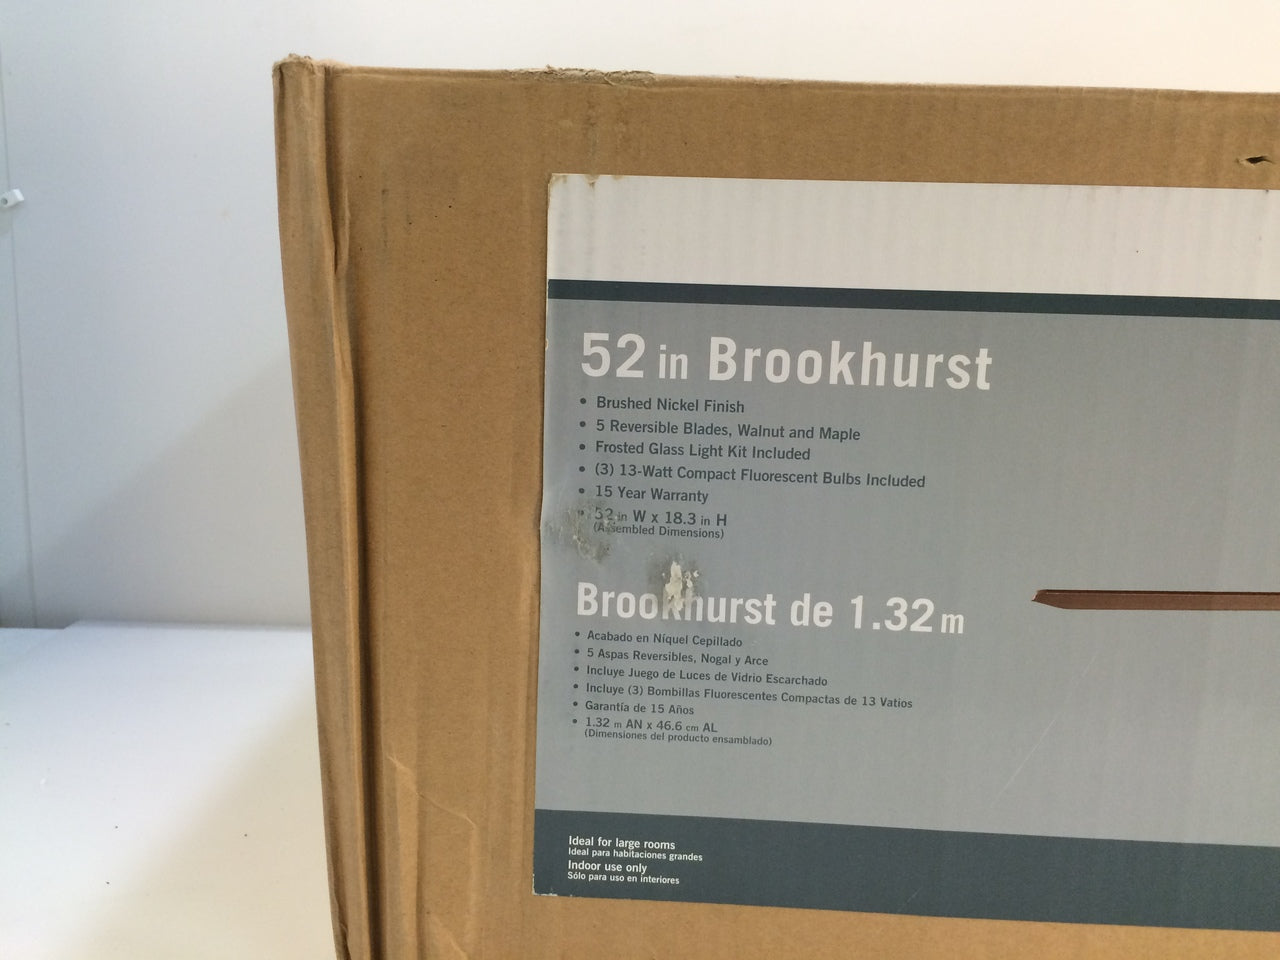 52 in Brookhurst
• Brushed Nickel Finish
• 5 Reversible Blades, Walnut and Maple
• Frosted Glass Light Kit Included
• (3) 13-Watt Compact Fluorescent Bulbs Included
• 15 Year Warranty
• 52 in W x 18.3 in H
(Assembled Dimensions)
Brookhurst de 1.32 m
• Acabado en Níquel Cepillado
• 5 Aspas Reversibles, Nogal y Arce
• Incluye Juego de Luces de Vidrio Escarchado
• Incluye (3) Bombillas Fluorescentes Compactas de 13 Vatios
• Garantía de 15 Años
• 1.32 m AN x 46.6 cm AL
(Dimensiones del producto ensamblado)
Ideal for large rooms
Ideal para habitaciones grandes
Indoor use only
Sólo para uso en interiores